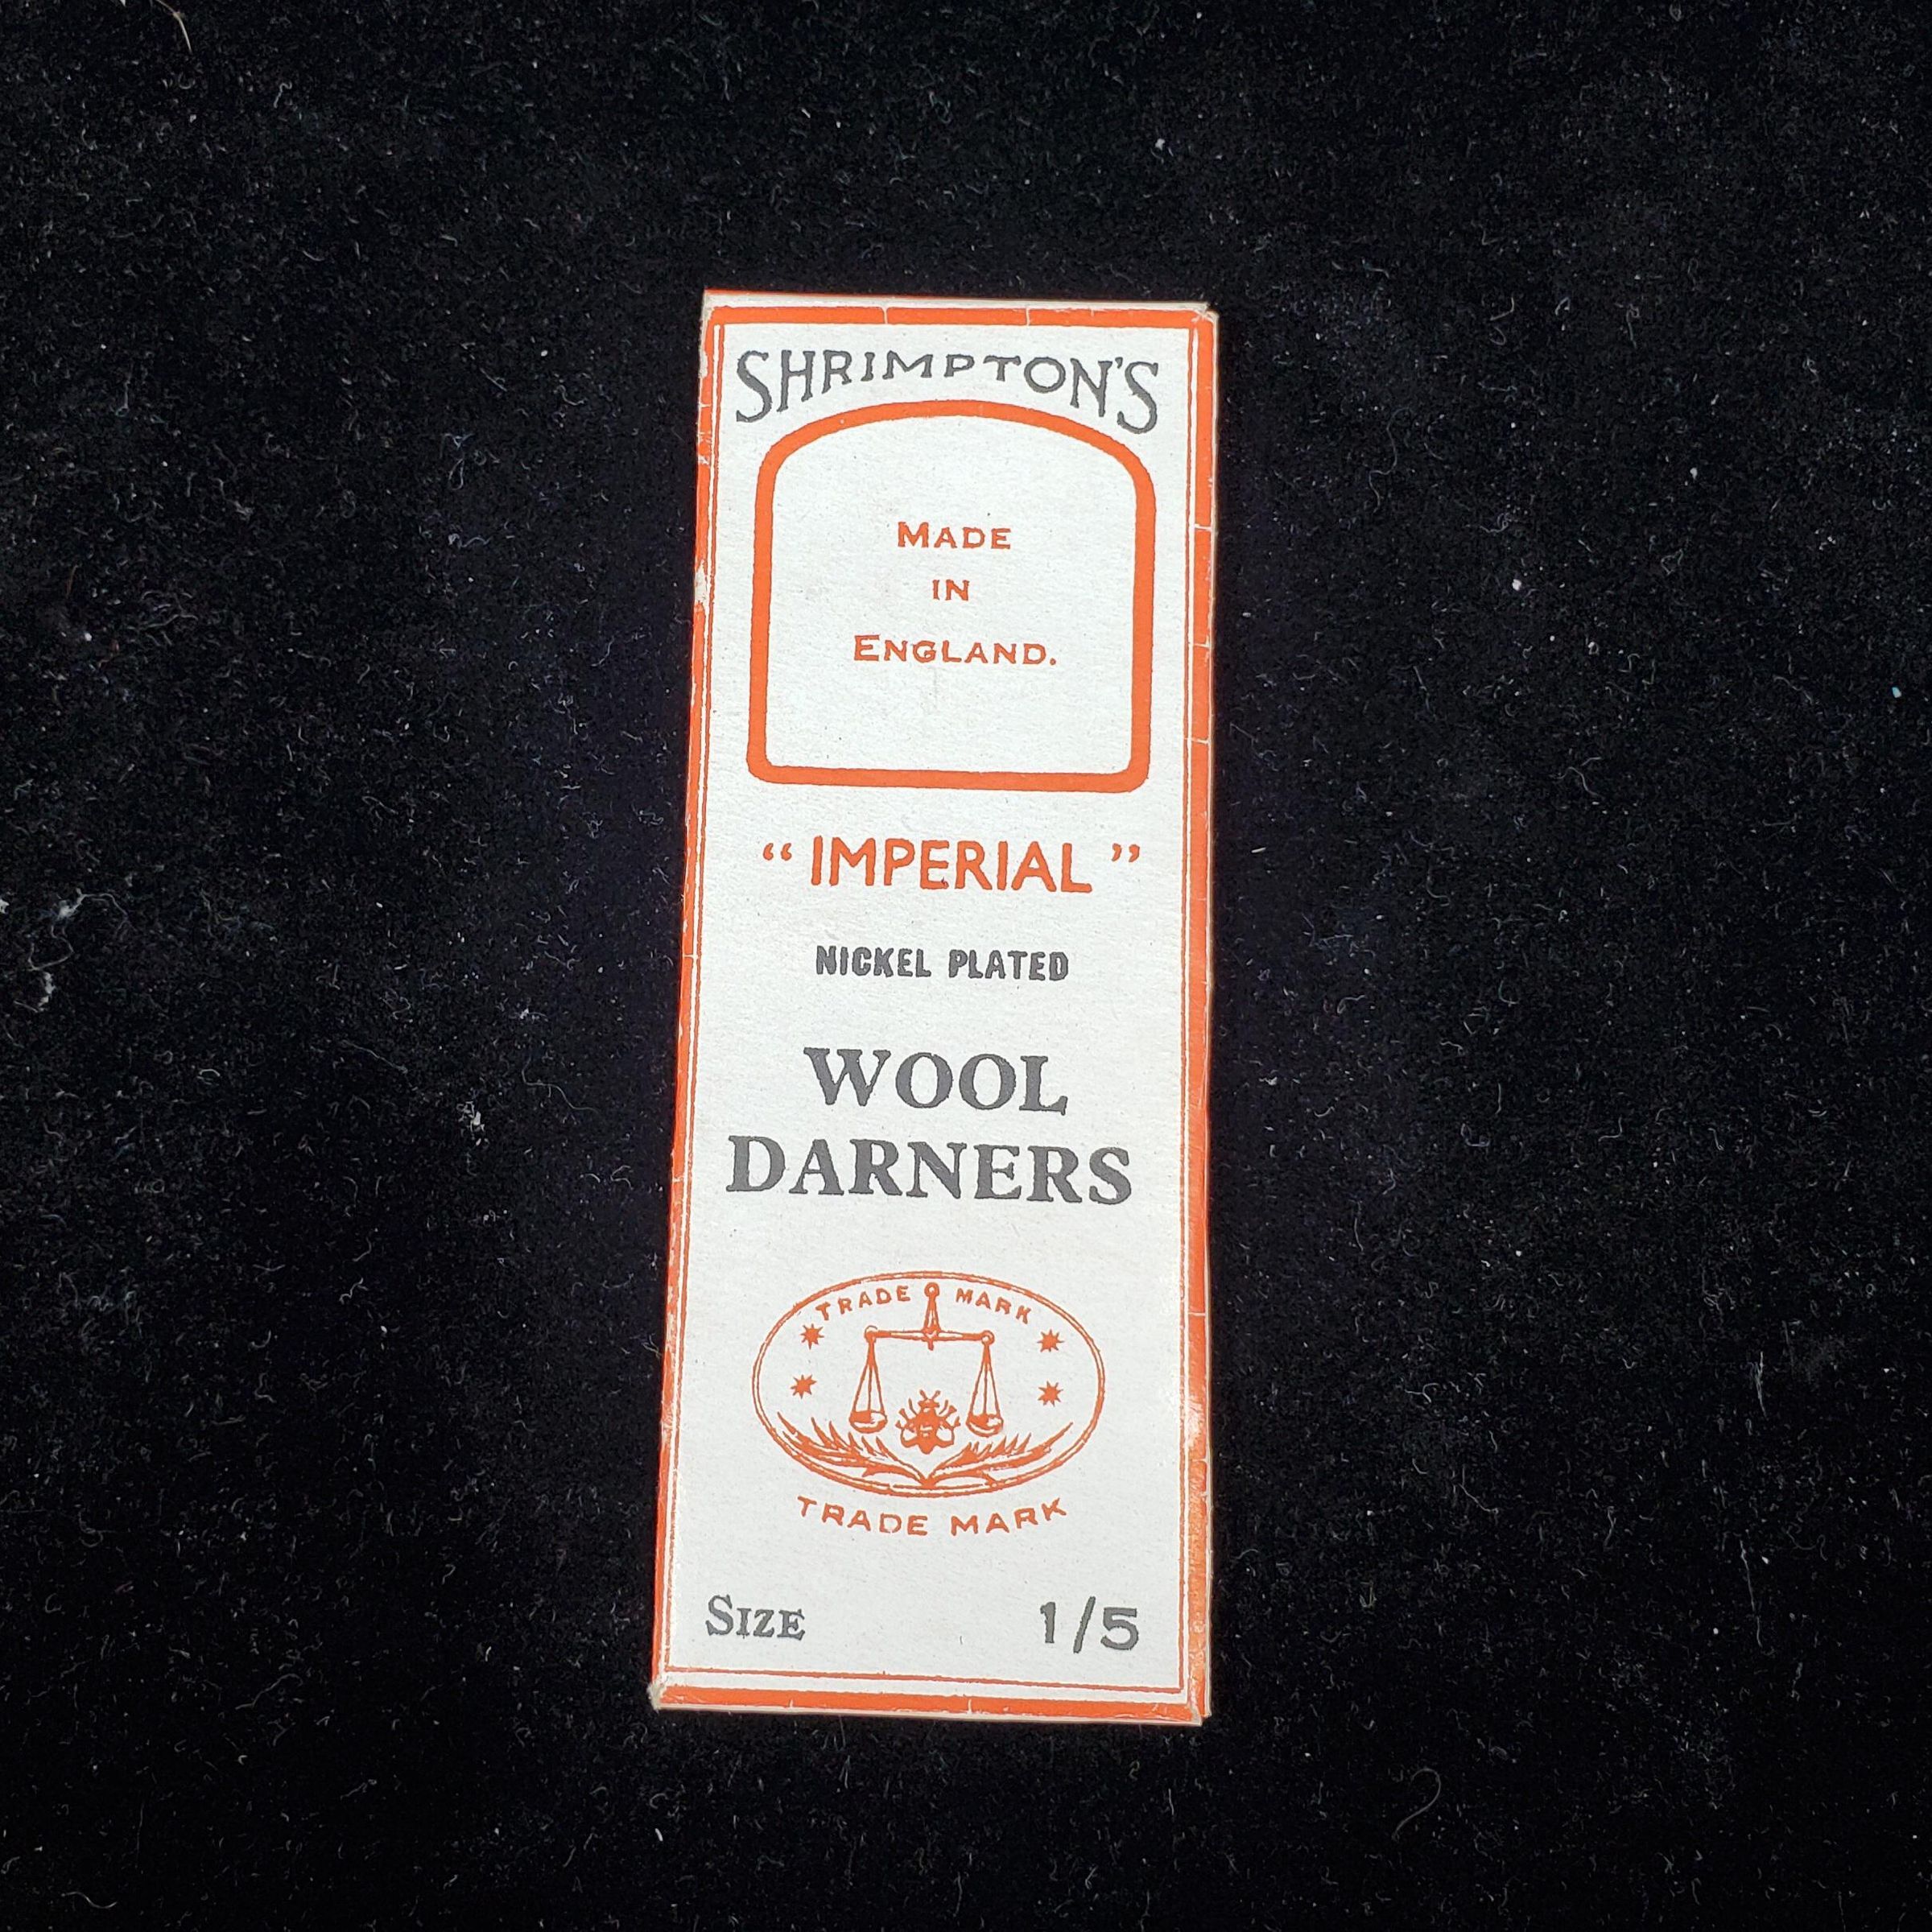 SHRIMPTON'S
MADE
IN
ENGLAND.
“IMPERIAL”
NICKEL PLATED
WOOL
DARNERS
TRADE MARK
TRADE MARK
SIZE 1/5